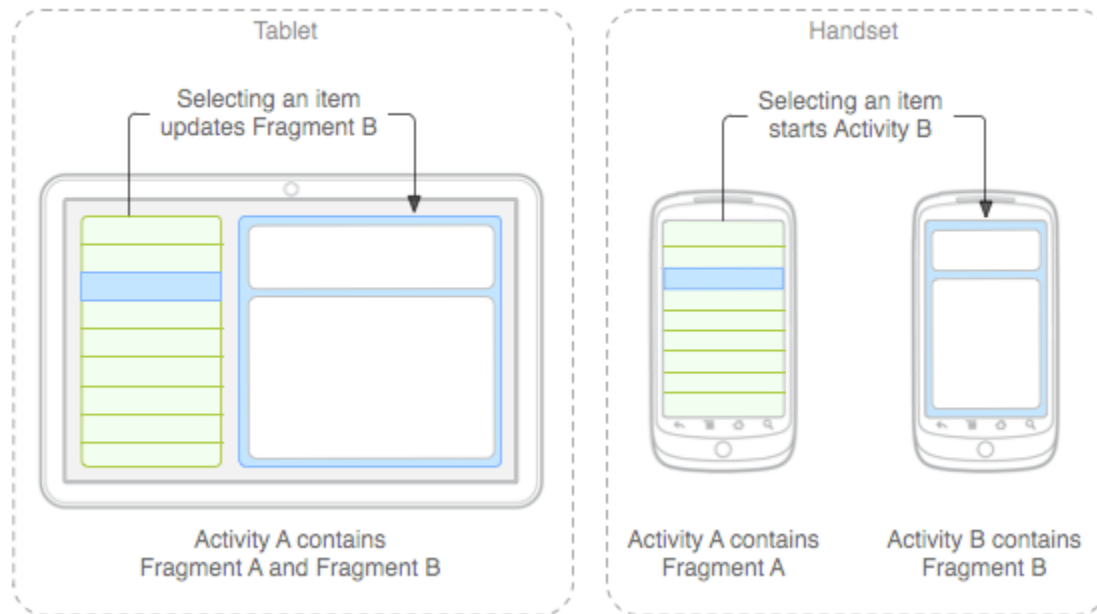 Tablet
Selecting an item
updates Fragment B
Activity A contains
Fragment A and Fragment B
Handset
Selecting an item
starts Activity B
Activity A contains
Fragment A
Activity B contains
Fragment B